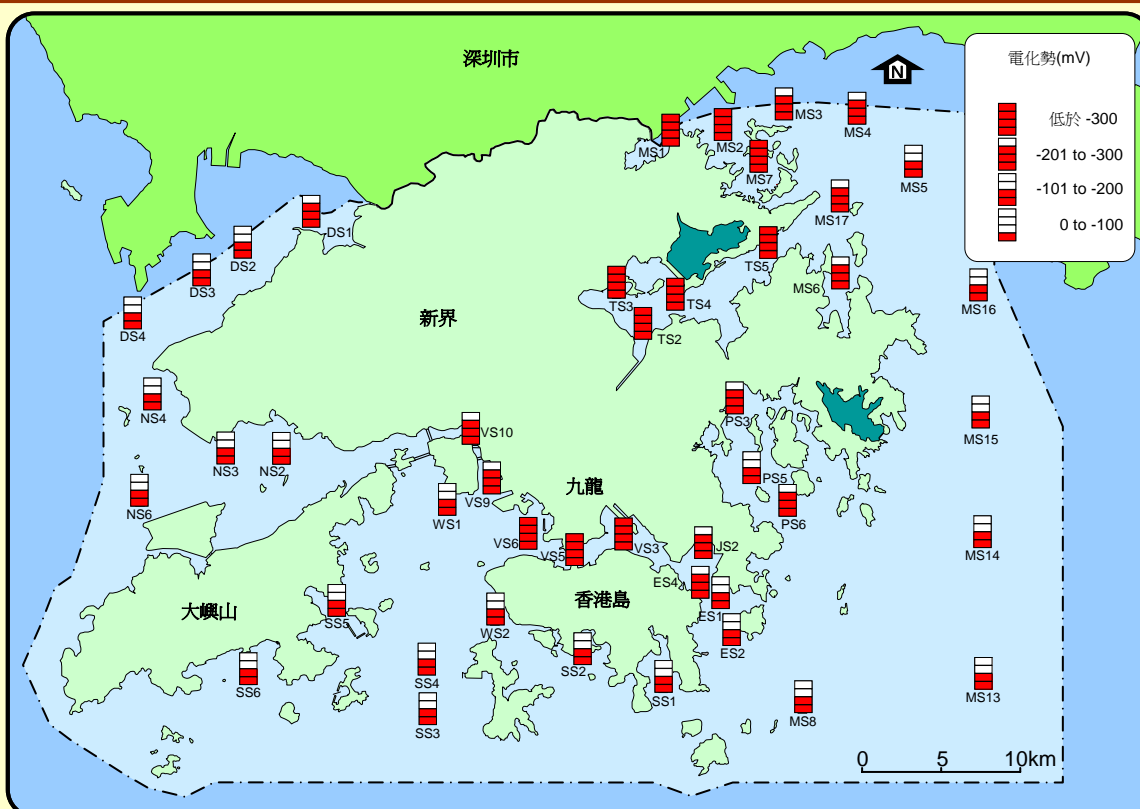 深圳市
N
電化勢(mV)
低於 -300
-201 to -300
-101 to -200
0 to -100
MS1
MS2
MS3
MS4
MS5
MS7
MS17
DS1
DS2
DS3
DS4
TS5
MS6
TS3
TS4
TS2
MS16
新界
NS4
PS3
MS15
VS10
NS3
NS2
PS5
VS9
九龍
NS6
WS1
PS6
VS6
VS5
VS3
JS2
MS14
ES4
香港島
ES1
大嶼山
SS5
WS2
ES2
SS2
SS6
SS4
SS1
MS13
SS3
MS8
0 5 10km